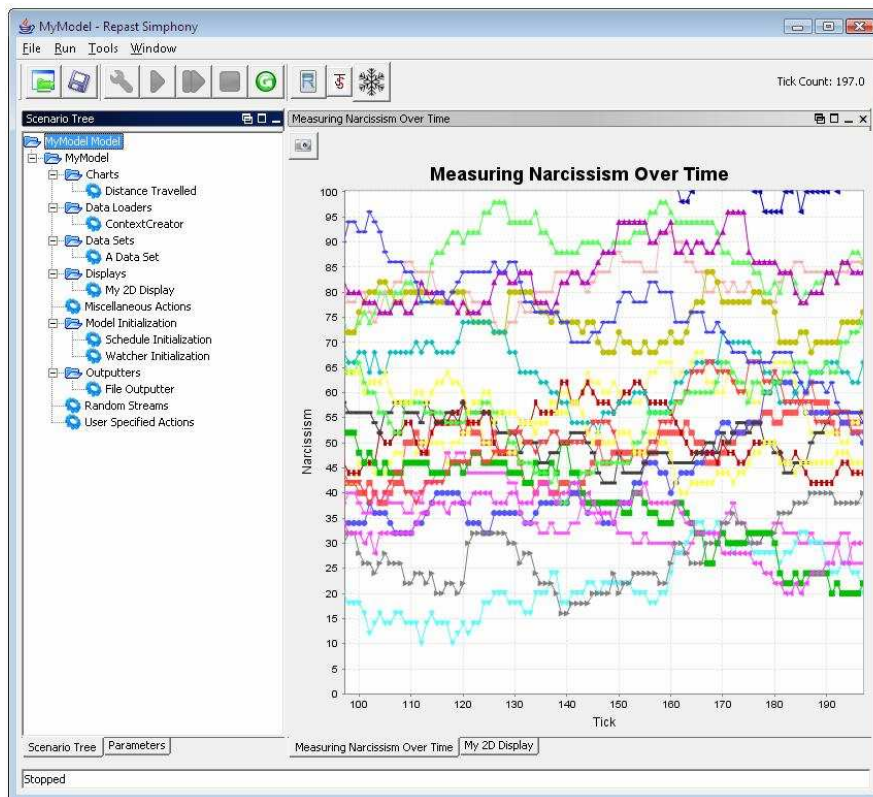 MyModel - Repast Simphony
File Run Tools Window
Tick Count: 197.0
Scenario Tree
MyModel Model
MyModel
Charts
Distance Travelled
Data Loaders
ContextCreator
Data Sets
A Data Set
Displays
My 2D Display
Miscellaneous Actions
Model Initialization
Schedule Initialization
Watcher Initialization
Outputters
File Outputter
Random Streams
User Specified Actions
Scenario Tree Parameters
Measuring Narcissism Over Time
Measuring Narcissism Over Time
100
95
90
85
80
75
70
65
60
55
50
45
40
35
30
25
20
15
10
5
0
Narcissism
100 110 120 130 140 150 160 170 180 190
Tick
Measuring Narcissism Over Time My 2D Display
Stopped